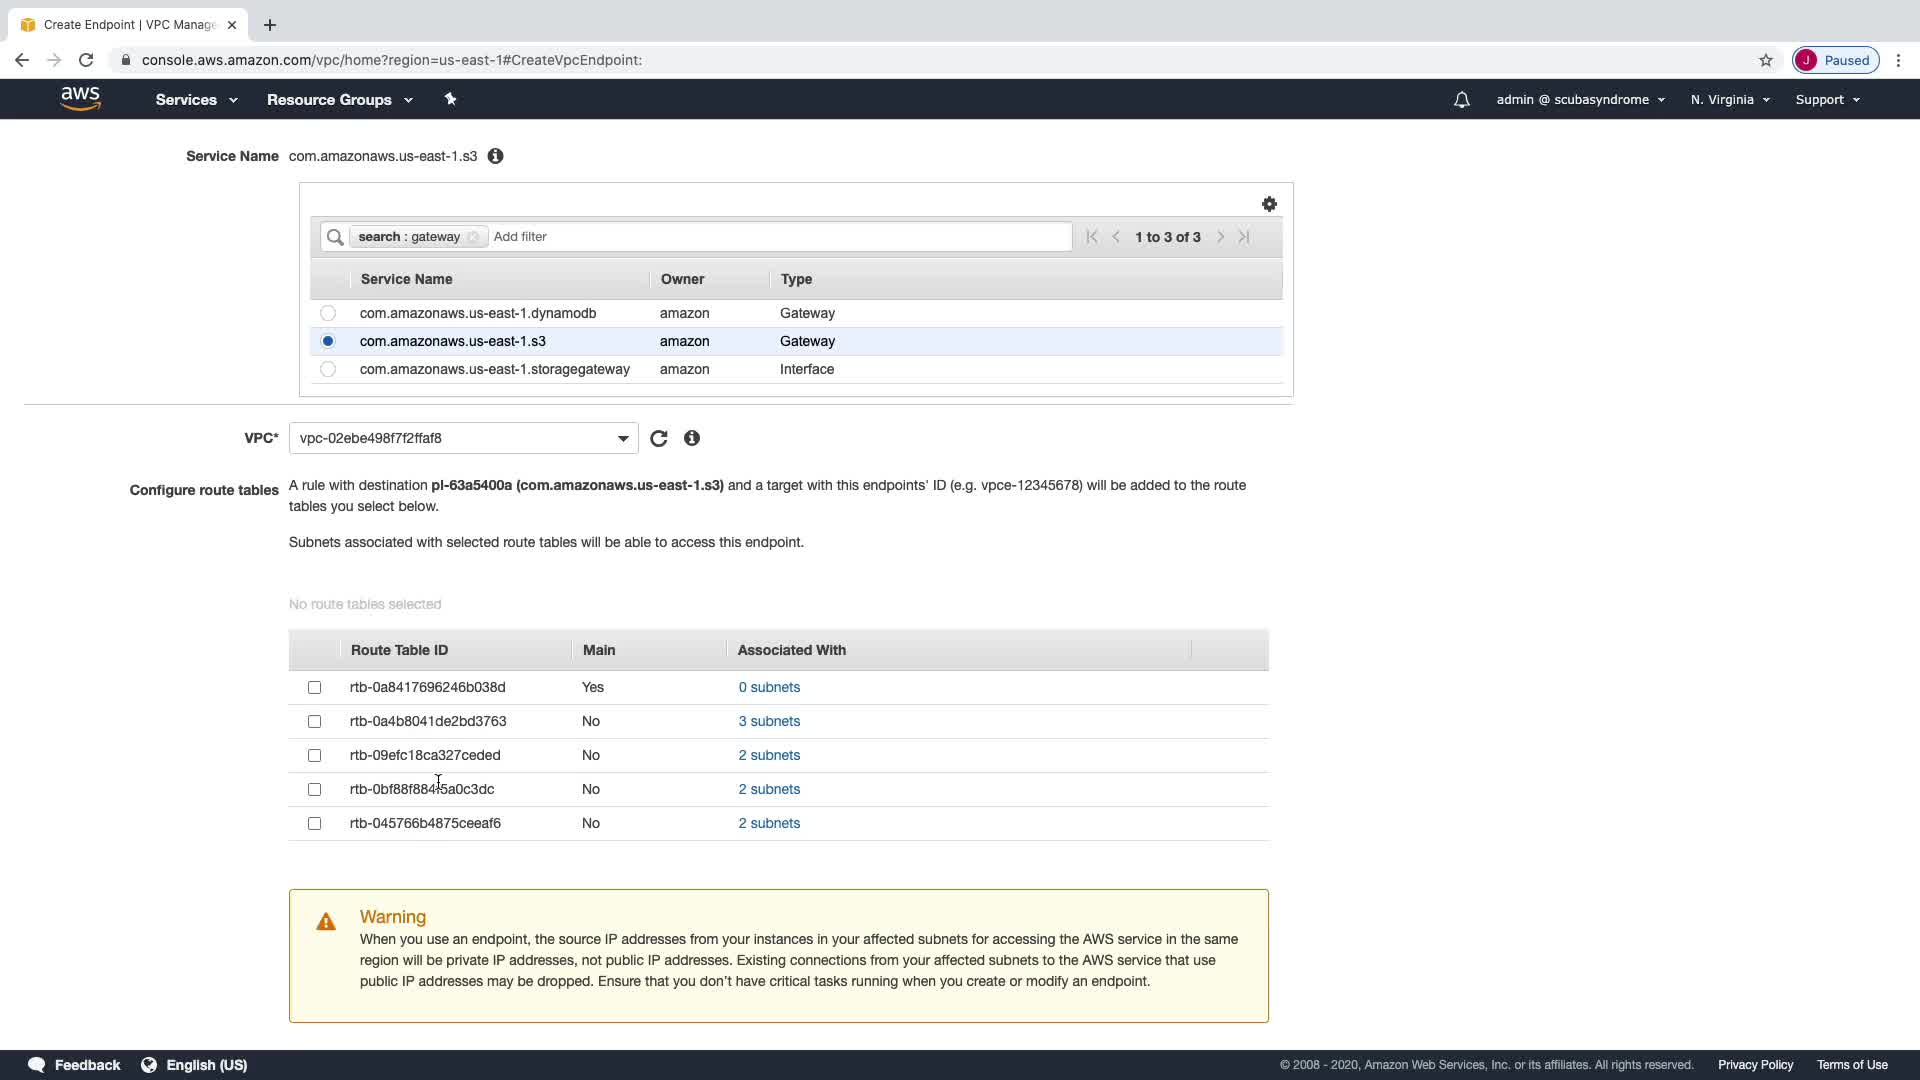 Create Endpoint | VPC Manage
console.aws.amazon.com/vpc/home?region=us-east-1#CreateVpcEndpoint:
J Paused
aws Services Resource Groups admin @ scubasyndrome N. Virginia Support
Service Name com.amazonaws.us-east-1.s3
search : gateway Add filter 1 to 3 of 3
Service Name Owner Type
com.amazonaws.us-east-1.dynamodb amazon Gateway
com.amazonaws.us-east-1.s3 amazon Gateway
com.amazonaws.us-east-1.storagegateway amazon Interface
VPC* vpc-02ebe498f7f2ffaf8
Configure route tables A rule with destination pl-63a5400a (com.amazonaws.us-east-1.s3) and a target with this endpoints' ID (e.g. vpce-12345678) will be added to the route
tables you select below.
Subnets associated with selected route tables will be able to access this endpoint.
No route tables selected
Route Table ID Main Associated With
rtb-0a8417696246b038d Yes 0 subnets
rtb-0a4b8041de2bd3763 No 3 subnets
rtb-09efc18ca327ceded No 2 subnets
rtb-0bf88f884f5a0c3dc No 2 subnets
rtb-045766b4875ceeaf6 No 2 subnets
Warning
When you use an endpoint, the source IP addresses from your instances in your affected subnets for accessing the AWS service in the same
region will be private IP addresses, not public IP addresses. Existing connections from your affected subnets to the AWS service that use
public IP addresses may be dropped. Ensure that you don't have critical tasks running when you create or modify an endpoint.
Feedback English (US) © 2008 - 2020, Amazon Web Services, Inc. or its affiliates. All rights reserved. Privacy Policy Terms of Use